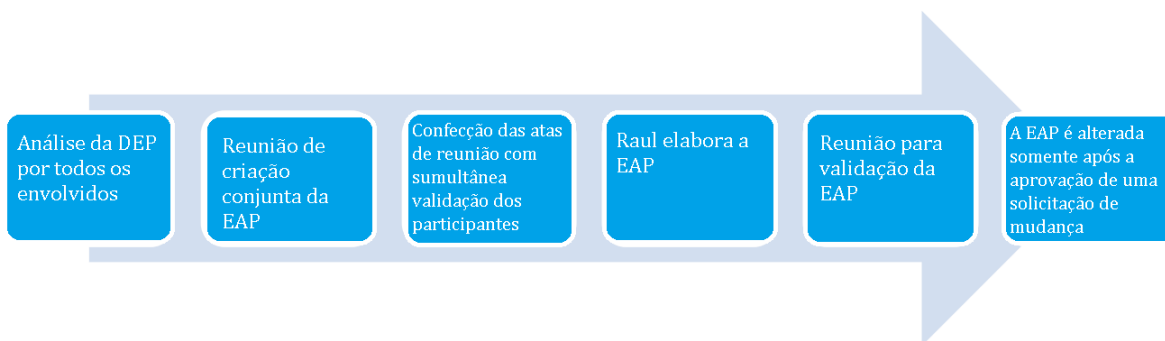 Análise da DEP
por todos os
envolvidos
Reunião de
criação
conjunta da
EAP
Confecção das atas
de reunião com
sumultânea
validação dos
participantes
Raul elabora a
EAP
Reunião para
validação da
EAP
A EAP é alterada
somente após a
aprovação de uma
solicitação de
mudança